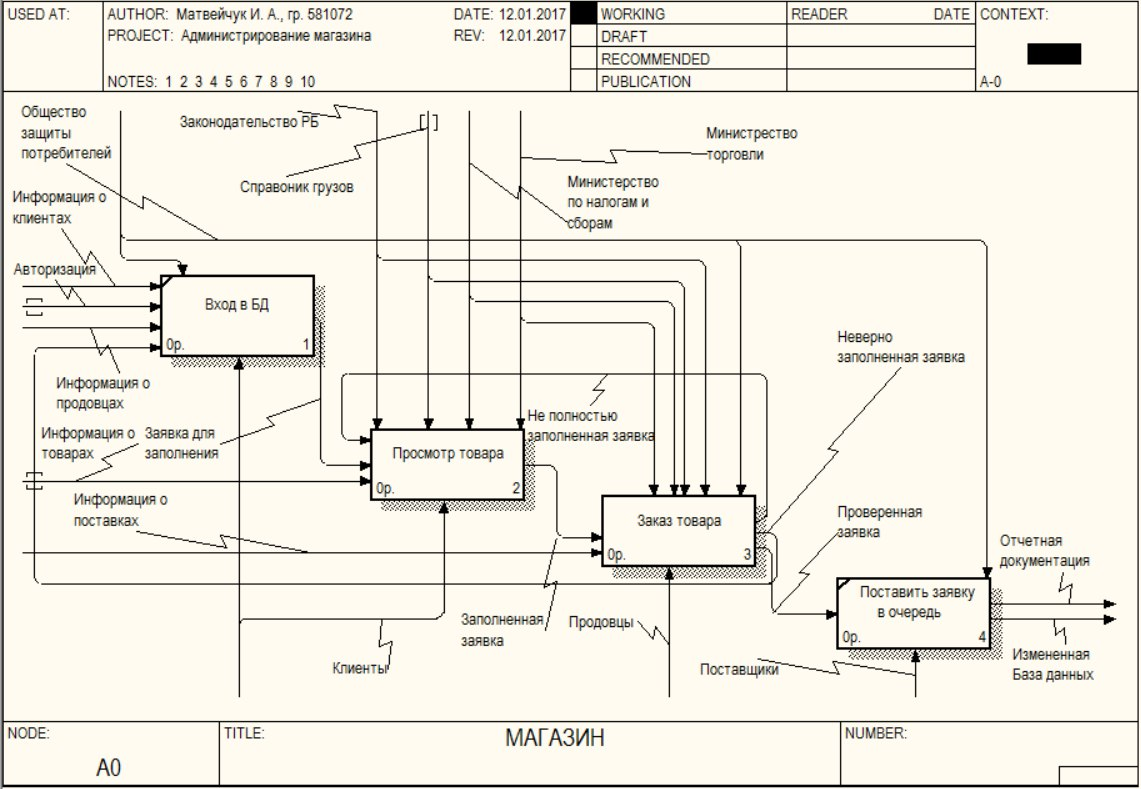 USED AT:
AUTHOR: Матвейчук И. А., гр. 581072
DATE: 12.01.2017
PROJECT: Администрирование магазина
REV: 12.01.2017
NOTES: 1 2 3 4 5 6 7 8 9 10
WORKING
DRAFT
RECOMMENDED
PUBLICATION
READER
DATE
CONTEXT:
A-0
Общество
защиты
потребителей
Законодательство РБ
Справоник грузов
Министрество
торговли
Министерство
по налогам и
сборам
Информация о
клиентах
Авторизация
Вход в БД
0р.
1
Информация о
продовцах
Неверно
заполненная заявка
Не полностью
заполненная заявка
Информация о
товарах
Заявка для
заполнения
Просмотр товара
0р.
2
Информация о
поставках
Заказ товара
0р.
3
Проверенная
заявка
Отчетная
документация
Поставить заявку
в очередь
0р.
4
Заполненная
заявка
Продовцы
Клиенты
Поставщики
Измененная
База данных
NODE:
A0
TITLE:
МАГАЗИН
NUMBER: